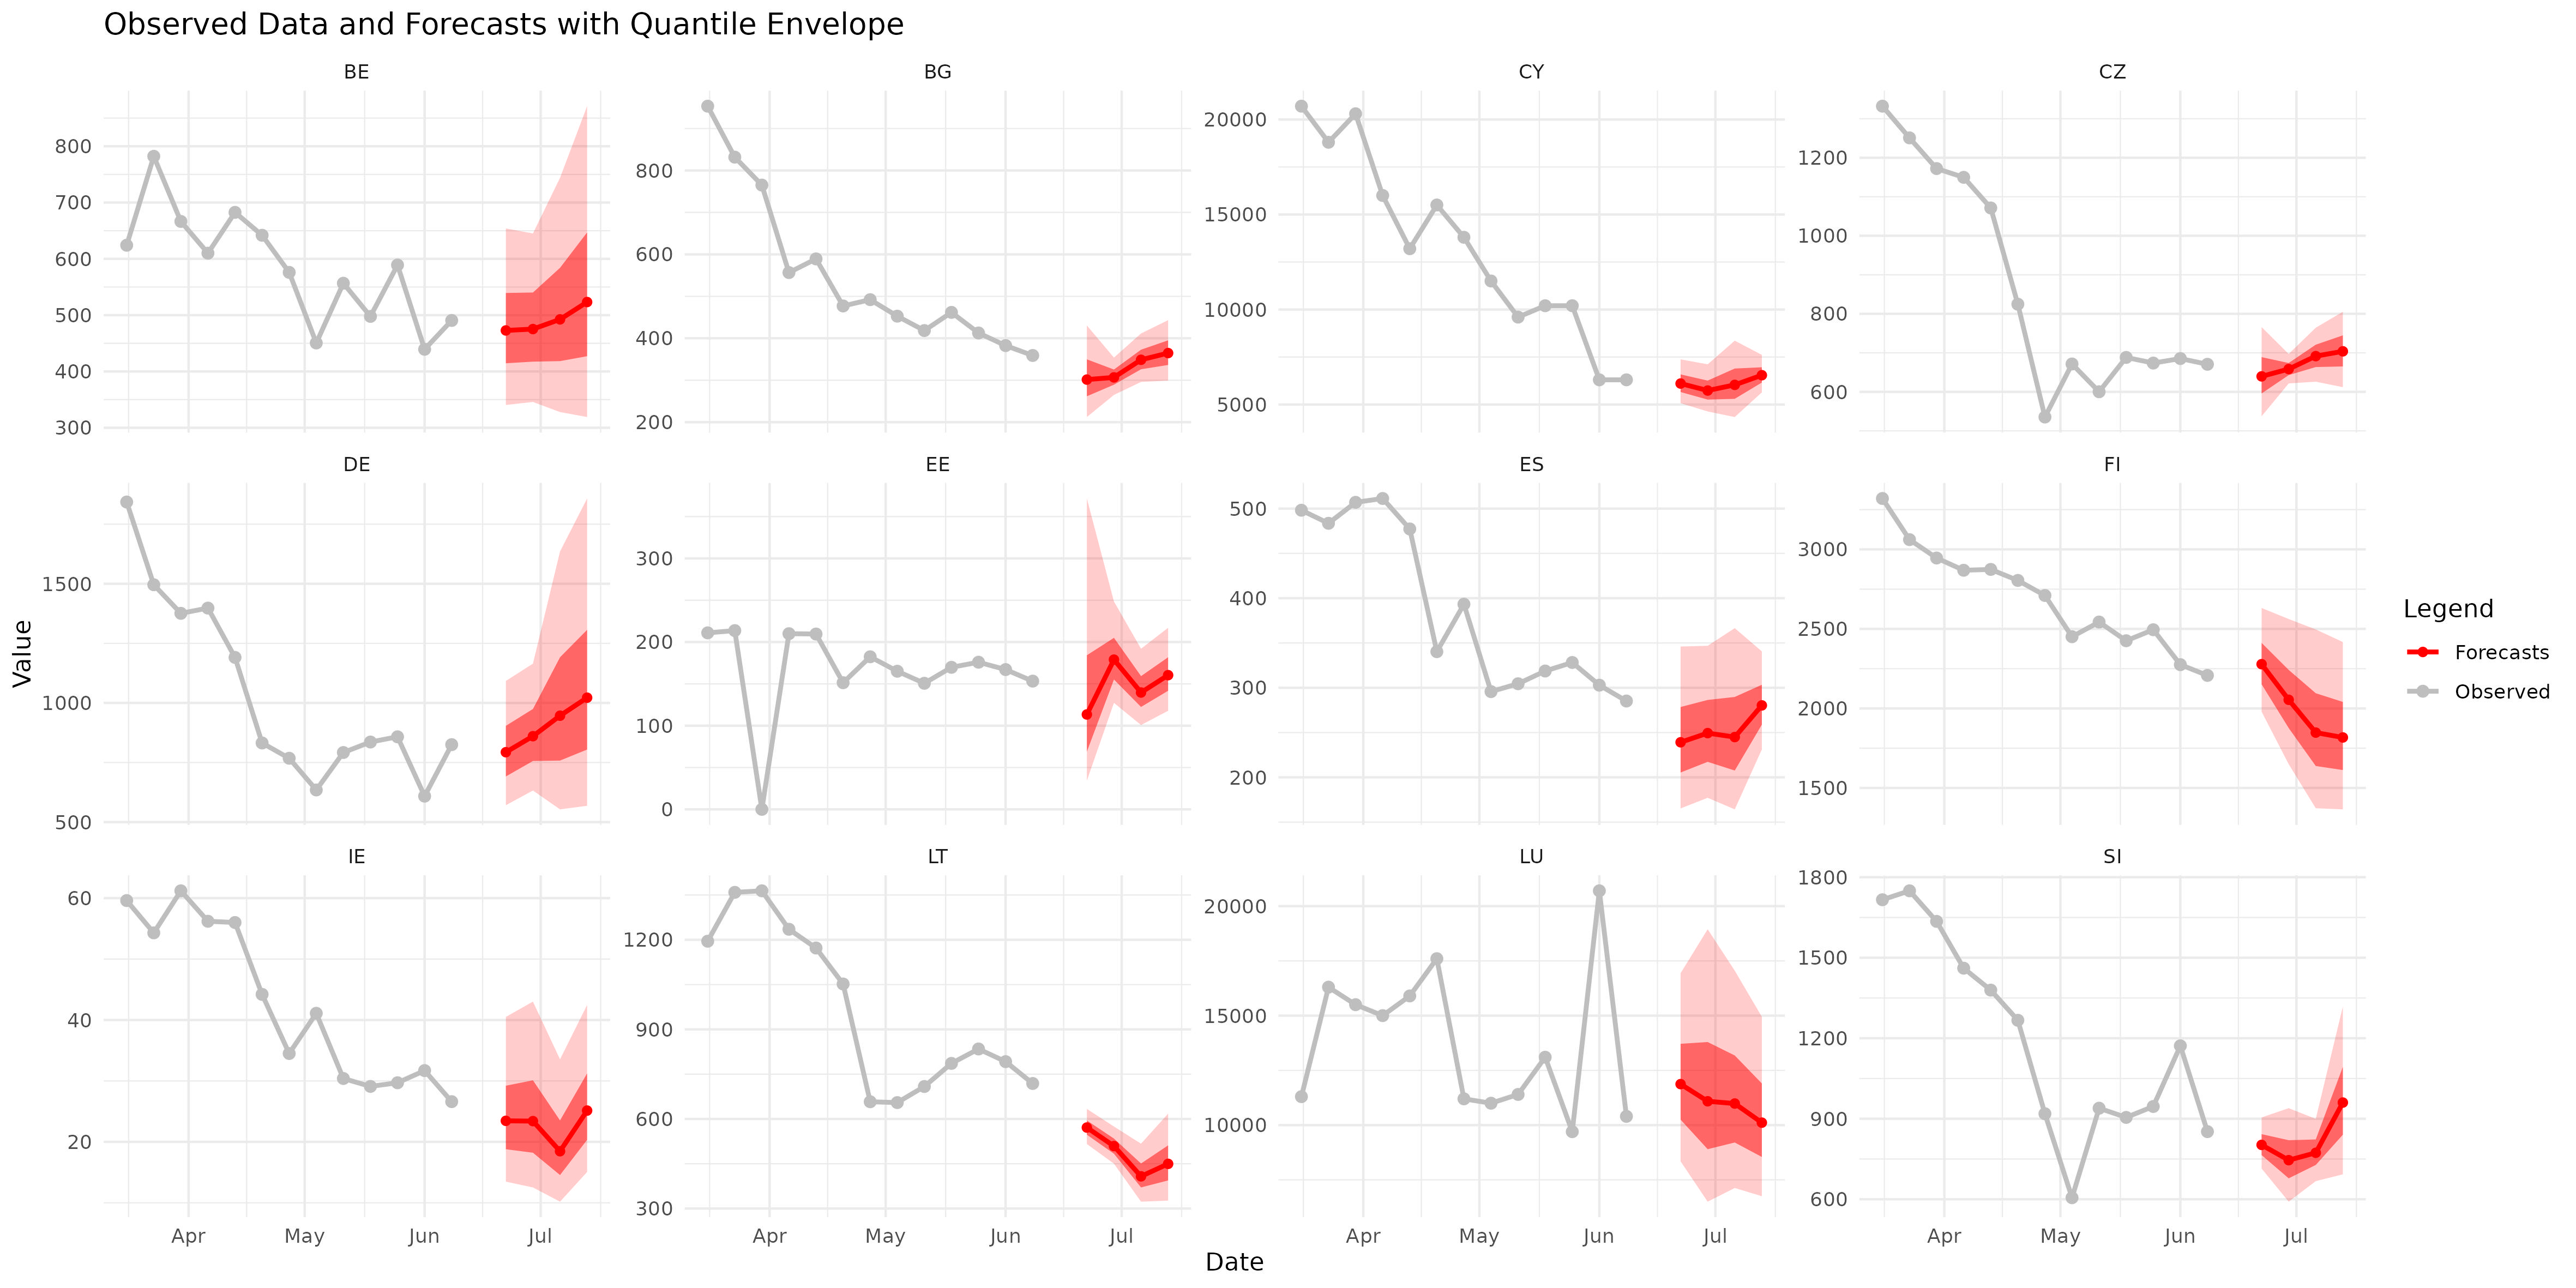 Observed Data and Forecasts with Quantile Envelope
BE
BG
CY
CZ
800
700
600
500
400
300
800
600
400
200
20000
15000
10000
5000
1200
1000
800
600
DE
EE
ES
FI
1500
1000
500
300
200
100
0
500
400
300
200
3000
2500
2000
1500
IE
LT
LU
SI
60
40
20
1200
900
600
300
20000
15000
10000
1800
1500
1200
900
600
Apr May Jun Jul
Apr May Jun Jul
Apr May Jun Jul
Apr May Jun Jul
Value
Date
Legend
Forecasts
Observed